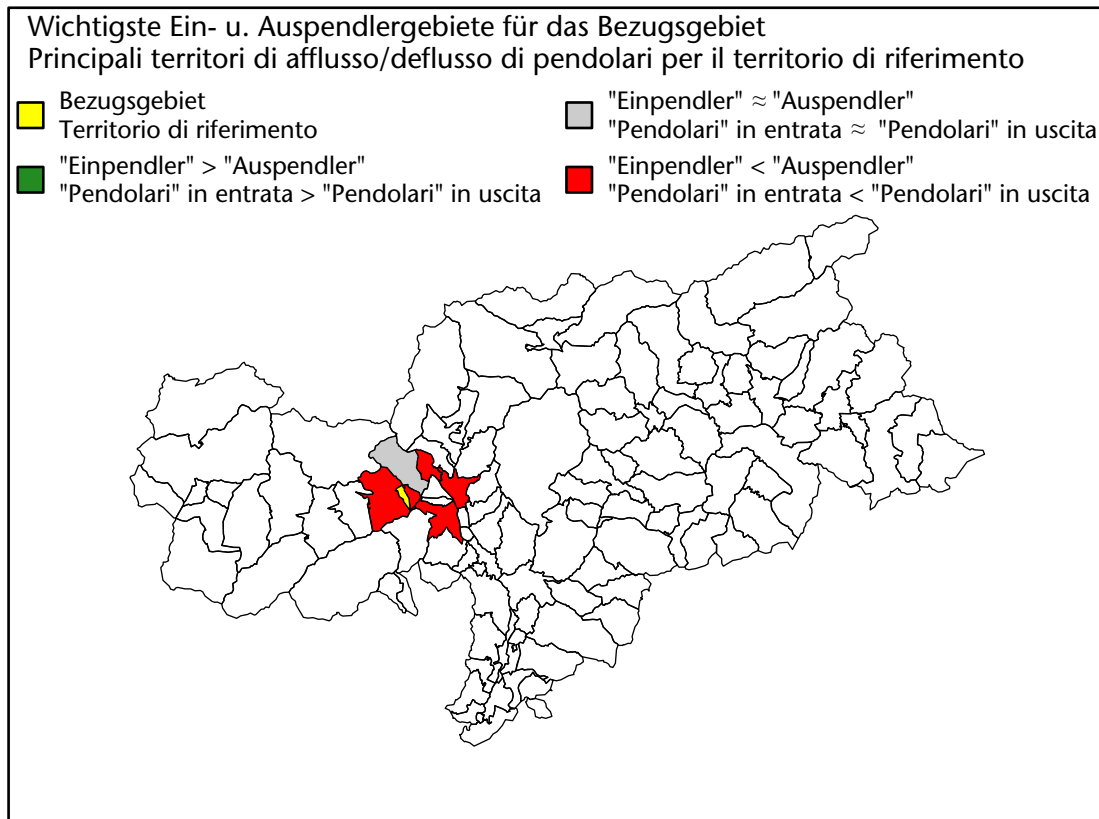 Wichtigste Ein- u. Auspendlergebiete für das Bezugsgebiet
Principali territori di afflusso/deflusso di pendolari per il territorio di riferimento
Bezugsgebiet
Territorio di riferimento
"Einpendler" > "Auspendler"
"Pendolari" in entrata > "Pendolari" in uscita
"Einpendler" ≈ "Auspendler"
"Pendolari" in entrata ≈ "Pendolari" in uscita
"Einpendler" < "Auspendler"
"Pendolari" in entrata < "Pendolari" in uscita